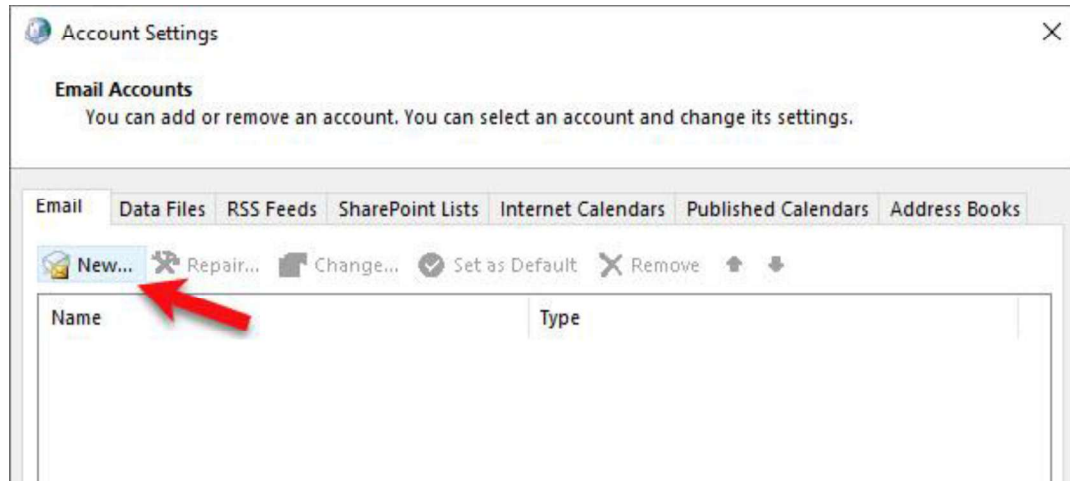 Account Settings
Email Accounts
You can add or remove an account. You can select an account and change its settings.
Email Data Files RSS Feeds SharePoint Lists Internet Calendars Published Calendars Address Books
New... Repair... Change... Set as Default Remove
Name Type